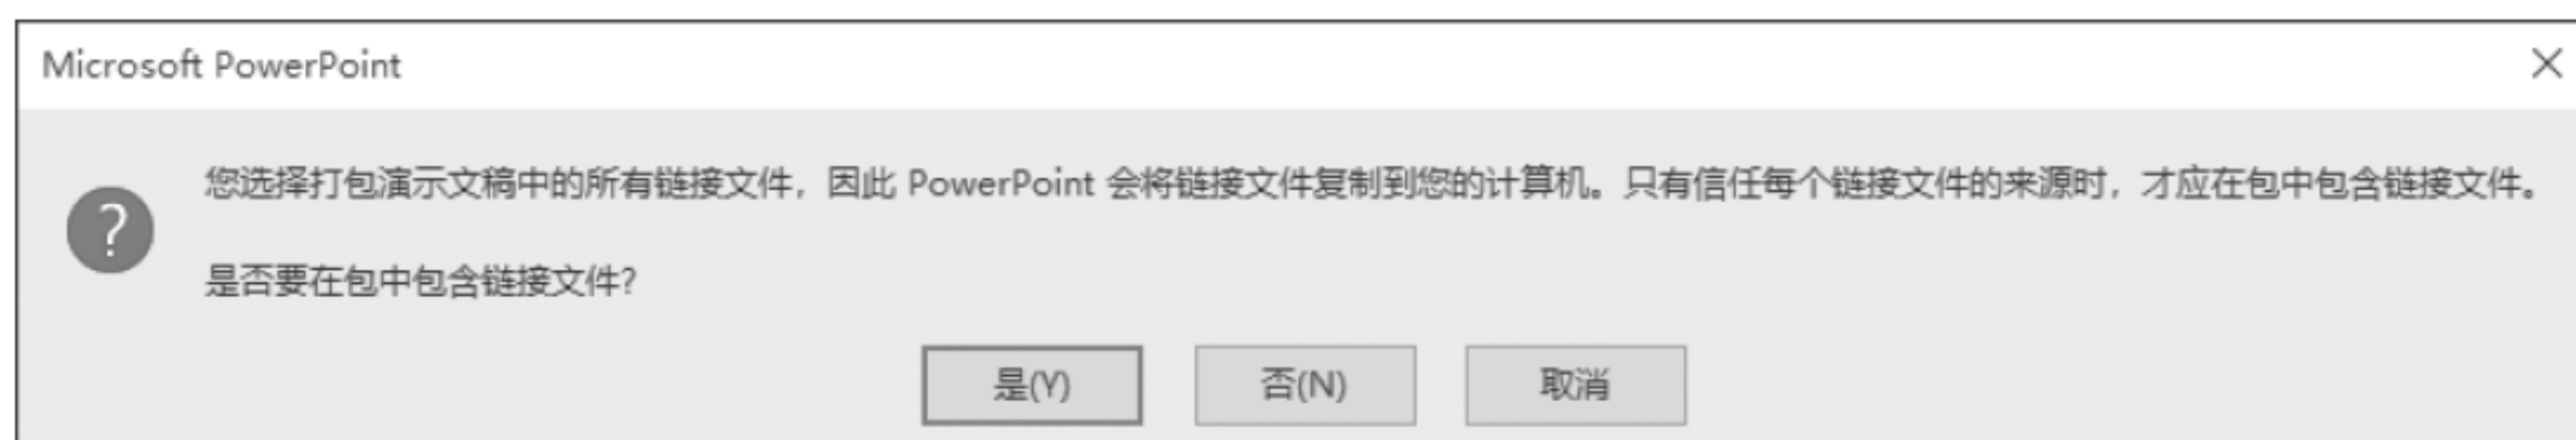 Microsoft PowerPoint
您选择打包演示文稿中的所有链接文件，因此 PowerPoint 会将链接文件复制到您的计算机。只有信任每个链接文件的来源时，才应在包中包含链接文件。
是否要在包中包含链接文件?
是(Y) 否(N) 取消